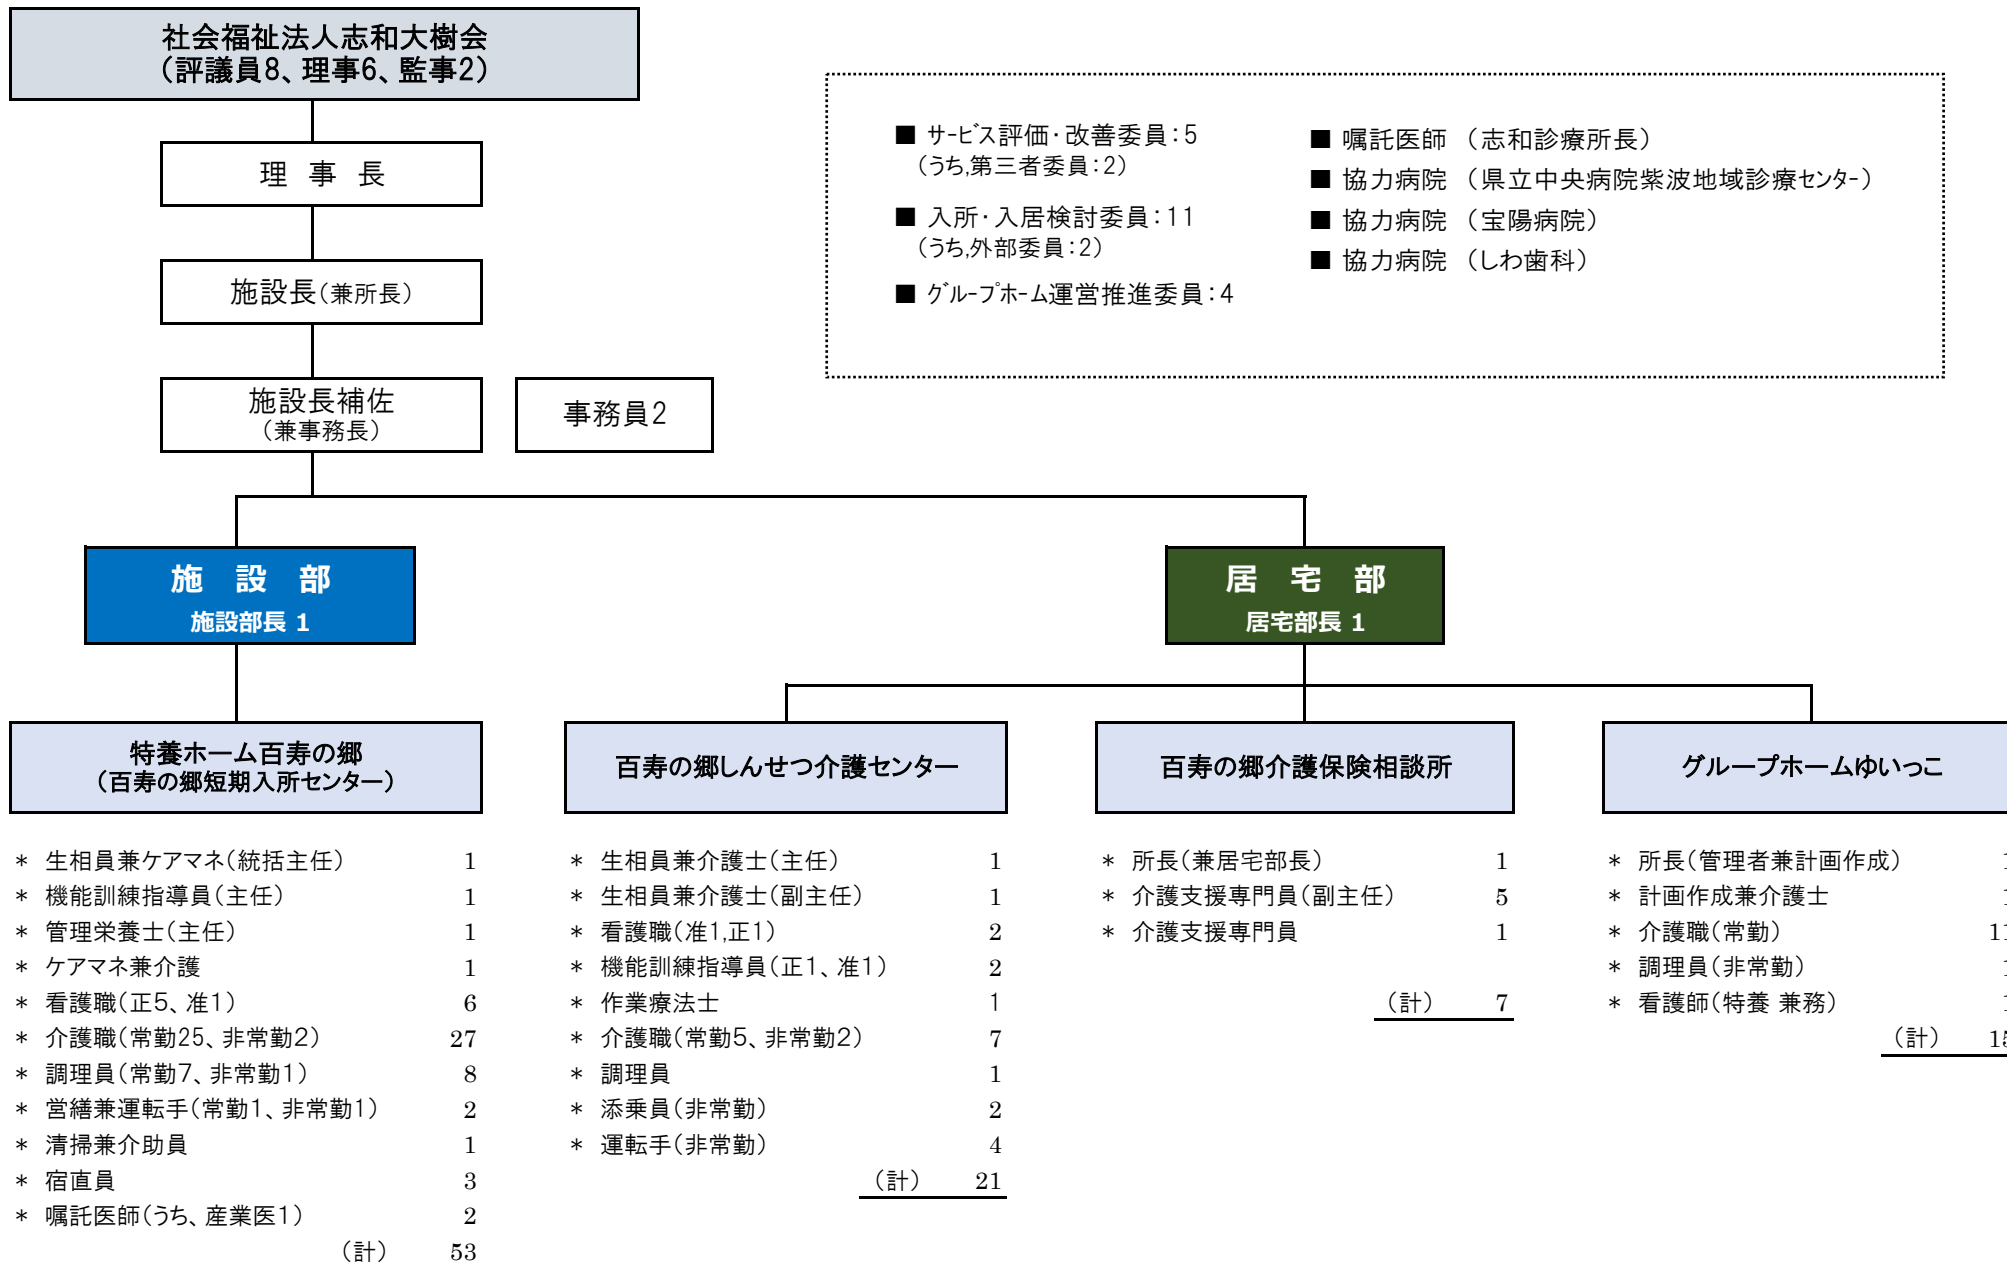 社会福祉法人志和大樹会
（評議員8、理事6、監事2）
理 事 長
施設長（兼所長）
施設長補佐
（兼事務長）
事務員2
■ サービス評価・改善委員：5
（うち,第三者委員：2）
■ 入所・入居検討委員：11
（うち,外部委員：2）
■ グループホーム運営推進委員：4
■ 嘱託医師 （志和診療所長）
■ 協力病院 （県立中央病院紫波地域診療センター）
■ 協力病院 （宝陽病院）
■ 協力病院 （しわ歯科）
施 設 部
施設部長 1
居 宅 部
居宅部長 1
特養ホーム百寿の郷
（百寿の郷短期入所センター）
* 生相員兼ケアマネ（統括主任） 1
* 機能訓練指導員（主任） 1
* 管理栄養士（主任） 1
* ケアマネ兼介護 1
* 看護職（正5、准1） 6
* 介護職（常勤25、非常勤2） 27
* 調理員（常勤7、非常勤1） 8
* 営繕兼運転手（常勤1、非常勤1） 2
* 清掃兼介助員 1
* 宿直員 3
* 嘱託医師（うち、産業医1） 2
（計） 53
百寿の郷しんせつ介護センター
* 生相員兼介護士（主任） 1
* 生相員兼介護士（副主任） 1
* 看護職（准1,正1） 2
* 機能訓練指導員（正1、准1） 2
* 作業療法士 1
* 介護職（常勤5、非常勤2） 7
* 調理員 1
* 添乗員（非常勤） 2
* 運転手（非常勤） 4
（計） 21
百寿の郷介護保険相談所
* 所長（兼居宅部長） 1
* 介護支援専門員（副主任） 5
* 介護支援専門員 1
（計） 7
グループホームゆいっこ
* 所長（管理者兼計画作成） 1
* 計画作成兼介護士 1
* 介護職（常勤） 11
* 調理員（非常勤） 1
* 看護師（特養 兼務） 1
（計） 15